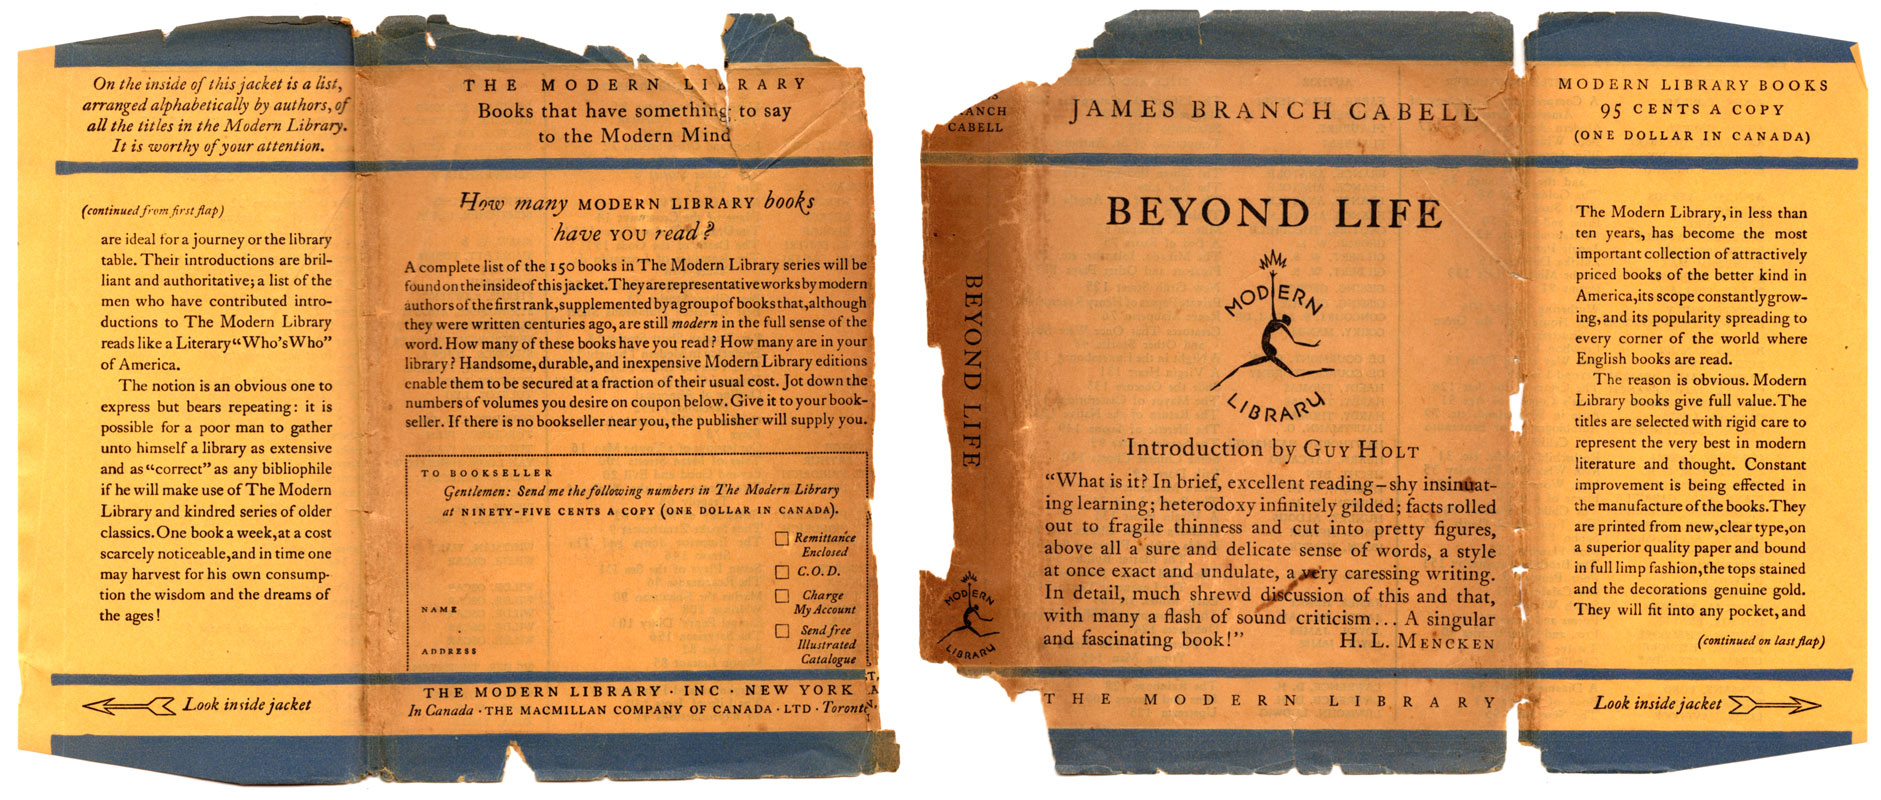 On the inside of this jacket is a list,
arranged alphabetically by authors, of
all the titles in the Modern Library.
It is worthy of your attention.
(continued from first flap)
are ideal for a journey or the library
table. Their introductions are bril-
liant and authoritative; a list of the
men who have contributed intro-
ductions to The Modern Library
reads like a Literary "Who's Who"
of America.
The notion is an obvious one to
express but bears repeating: it is
possible for a poor man to gather
unto himself a library as extensive
and as "correct" as any bibliophile
if he will make use of The Modern
Library and kindred series of older
classics. One book a week, at a cost
scarcely noticeable, and in time one
may harvest for his own consump-
tion the wisdom and the dreams of
the ages!
Look inside jacket
THE MODERN LIBRARY
Books that have something to say
to the Modern Mind
How many MODERN LIBRARY books
have YOU read?
A complete list of the 150 books in The Modern Library series will be
found on the inside of this jacket. They are representative works by modern
authors of the first rank, supplemented by a group of books that, although
they were written centuries ago, are still modern in the full sense of the
word. How many of these books have you read? How many are in your
library? Handsome, durable, and inexpensive Modern Library editions
enable them to be secured at a fraction of their usual cost. Jot down the
numbers of volumes you desire on coupon below. Give it to your book-
seller. If there is no bookseller near you, the publisher will supply you.
TO BOOKSELLER
Gentlemen: Send me the following numbers in The Modern Library
at NINETY-FIVE CENTS A COPY (ONE DOLLAR IN CANADA).
Remittance
Enclosed
C.O.D.
Charge
My Account
Send free
Illustrated
Catalogue
NAME
ADDRESS
THE MODERN LIBRARY · INC · NEW YORK
In Canada · THE MACMILLAN COMPANY OF CANADA · LTD · Toronto
CABELL
BEYOND LIFE
MODERN
LIBRARY
JAMES BRANCH CABELL
BEYOND LIFE
MODERN
LIBRARY
Introduction by GUY HOLT
"What is it? In brief, excellent reading—shy insinuat-
ing learning; heterodoxy infinitely gilded; facts rolled
out to fragile thinness and cut into pretty figures,
above all a sure and delicate sense of words, a style
at once exact and undulate, a very caressing writing.
In detail, much shrewd discussion of this and that,
with many a flash of sound criticism... A singular
and fascinating book!" H. L. MENCKEN
THE MODERN LIBRARY
MODERN LIBRARY BOOKS
95 CENTS A COPY
(ONE DOLLAR IN CANADA)
The Modern Library, in less than
ten years, has become the most
important collection of attractively
priced books of the better kind in
America, its scope constantly grow-
ing, and its popularity spreading to
every corner of the world where
English books are read.
The reason is obvious. Modern
Library books give full value. The
titles are selected with rigid care to
represent the very best in modern
literature and thought. Constant
improvement is being effected in
the manufacture of the books. They
are printed from new, clear type, on
a superior quality paper and bound
in full limp fashion, the tops stained
and the decorations genuine gold.
They will fit into any pocket, and
(continued on last flap)
Look inside jacket